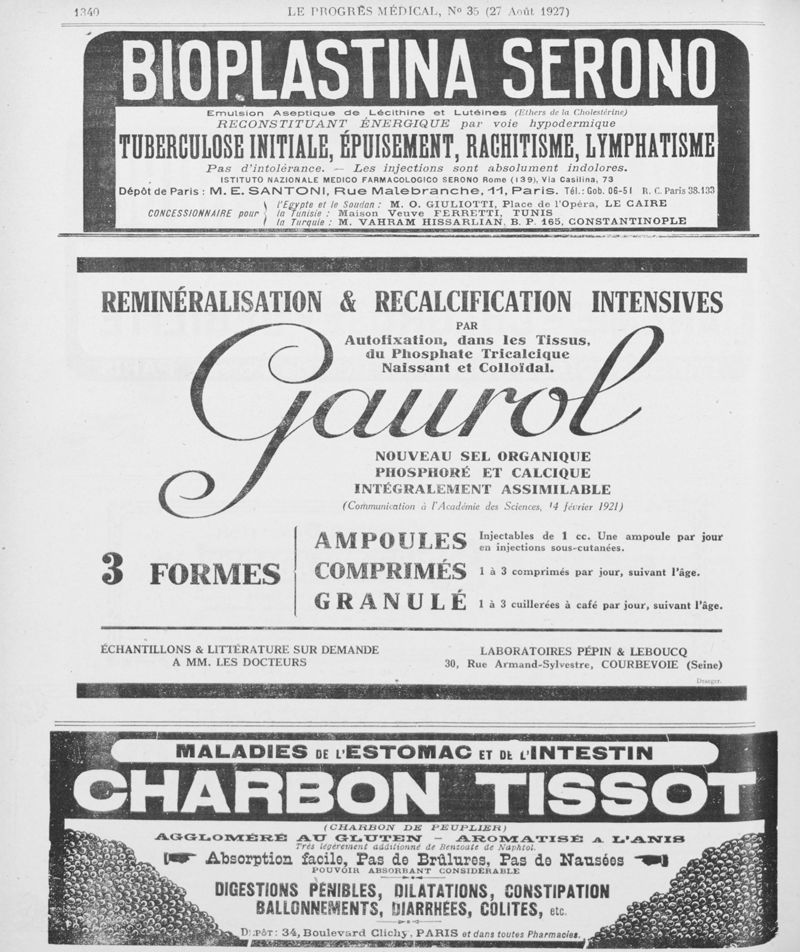 1340
LE PROGRÈS MÉDICAL, No 35 (27 Août 1927)
BIOPLASTINA SERONO
Emulsion Aseptique de Lécithine et Lutéines (Ethers de la Cholestérine)
RECONSTITUANT ÉNERGIQUE par voie hypodermique
TUBERCULOSE INITIALE, ÉPUISEMENT, RACHITISME, LYMPHATISME
Pas d'intolérance. — Les injections sont absolument indolores.
ISTITUTO NAZIONALE MEDICO FARMACOLOGICO SERONO Rome (139), Via Casilina, 73
Dépôt de Paris : M. E. SANTONI, Rue Malebranche, 11, Paris. Tél.: Gob. 06-51 R. C. Paris 38.133
CONCESSIONNAIRE pour
l'Egypte et le Soudan : M. O. GIULIOTTI, Place de l'Opéra, LE CAIRE
la Tunisie : Maison Veuve FERRETTI, TUNIS
la Turquie : M. VAHRAM HISSARLIAN, B. P. 165, CONSTANTINOPLE
REMINÉRALISATION & RECALCIFICATION INTENSIVES
PAR
Autofixation, dans les Tissus,
du Phosphate Tricalcique
Naissant et Colloïdal.
Gaurol
NOUVEAU SEL ORGANIQUE
PHOSPHORÉ ET CALCIQUE
INTÉGRALEMENT ASSIMILABLE
(Communication à l'Académie des Sciences, 14 février 1921)
3 FORMES
AMPOULES Injectables de 1 cc. Une ampoule par jour
en injections sous-cutanées.
COMPRIMÉS 1 à 3 comprimés par jour, suivant l'âge.
GRANULÉ 1 à 3 cuillerées à café par jour, suivant l'âge.
ÉCHANTILLONS & LITTÉRATURE SUR DEMANDE
A MM. LES DOCTEURS
LABORATOIRES PÉPIN & LEBOUCQ
30, Rue Armand-Sylvestre, COURBEVOIE (Seine)
Draeger.
MALADIES DE L'ESTOMAC ET DE L'INTESTIN
CHARBON TISSOT
(CHARBON DE PEUPLIER)
AGGLOMÉRÉ AU GLUTEN - AROMATISÉ A L'ANIS
Très légèrement additionné de Benzoate de Naphtol.
Absorption facile, Pas de Brûlures, Pas de Nausées
POUVOIR ABSORBANT CONSIDÉRABLE
DIGESTIONS PÉNIBLES, DILATATIONS, CONSTIPATION
BALLONNEMENTS, DIARRHÉES, COLITES, etc.
DÉPÔT : 34, Boulevard Clichy, PARIS et dans toutes Pharmacies.